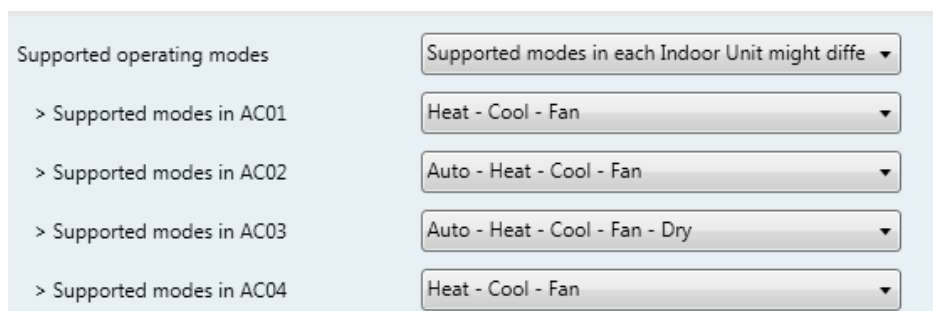 Supported operating modes Supported modes in each Indoor Unit might diffe
> Supported modes in AC01 Heat - Cool - Fan
> Supported modes in AC02 Auto - Heat - Cool - Fan
> Supported modes in AC03 Auto - Heat - Cool - Fan - Dry
> Supported modes in AC04 Heat - Cool - Fan